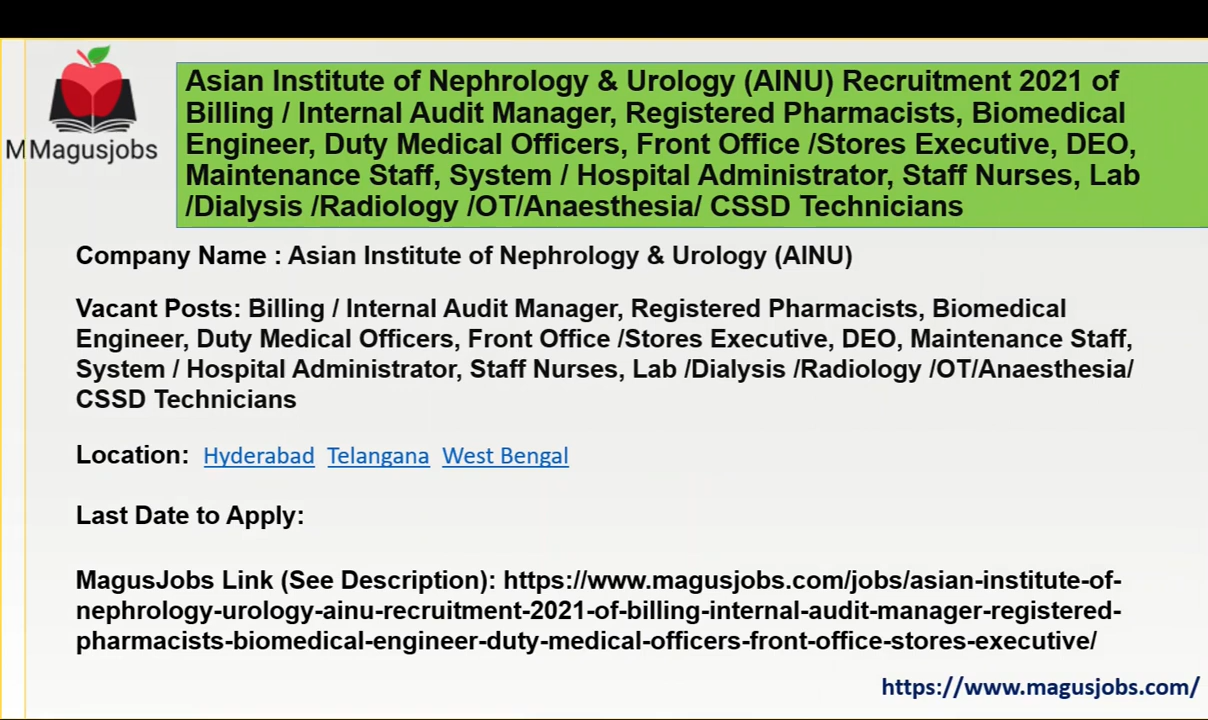 Asian Institute of Nephrology & Urology (AINU) Recruitment 2021 of
Billing / Internal Audit Manager, Registered Pharmacists, Biomedical
Engineer, Duty Medical Officers, Front Office /Stores Executive, DEO,
Maintenance Staff, System / Hospital Administrator, Staff Nurses, Lab
/Dialysis /Radiology /OT/Anaesthesia/ CSSD Technicians
MMagusjobs
Company Name : Asian Institute of Nephrology & Urology (AINU)
Vacant Posts: Billing / Internal Audit Manager, Registered Pharmacists, Biomedical
Engineer, Duty Medical Officers, Front Office /Stores Executive, DEO, Maintenance Staff,
System / Hospital Administrator, Staff Nurses, Lab /Dialysis /Radiology /OT/Anaesthesia/
CSSD Technicians
Location: Hyderabad Telangana West Bengal
Last Date to Apply:
MagusJobs Link (See Description): https://www.magusjobs.com/jobs/asian-institute-of-
nephrology-urology-ainu-recruitment-2021-of-billing-internal-audit-manager-registered-
pharmacists-biomedical-engineer-duty-medical-officers-front-office-stores-executive/
https://www.magusjobs.com/